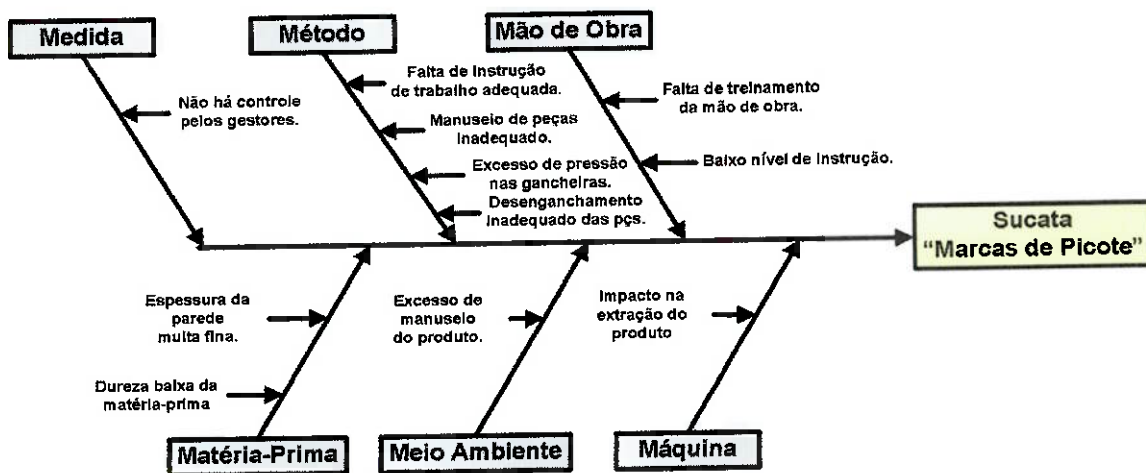 Medida
Método
Mão de Obra
Não há controle
pelos gestores.
Falta de Instrução
de trabalho adequada.
Manuseio de peças
inadequado.
Excesso de pressão
nas gancheiras.
Desenganchamento
inadequado das pçs.
Falta de treinamento
da mão de obra.
Baixo nível de Instrução.
Sucata
"Marcas de Picote"
Espessura da
parede
muita fina.
Dureza baixa da
matéria-prima
Excesso de
manuseio
do produto.
Impacto na
extração do
produto
Matéria-Prima
Meio Ambiente
Máquina